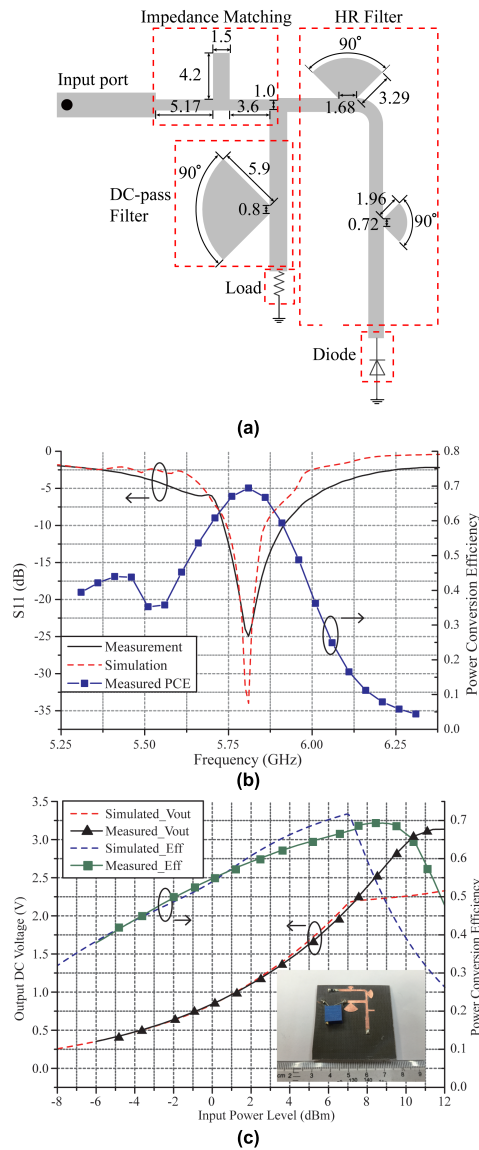 Impedance Matching
HR Filter
1.5
90°
Input port
4.2
1.0
3.29
5.17
3.6
1.68
90°
5.9
DC-pass
Filter
0.8
1.96
0.72
90°
Load
Diode
(a)
0
-5
-10
-15
-20
-25
-30
-35
S11 (dB)
Measurement
Simulation
Measured PCE
0.8
0.7
0.6
0.5
0.4
0.3
0.2
0.1
0.0
Power Conversion Efficiency
5.25 5.50 5.75 6.00 6.25
Frequency (GHz)
(b)
3.5
3.0
2.5
2.0
1.5
1.0
0.5
0.0
Output DC Voltage (V)
Simulated_Vout
Measured_Vout
Simulated_Eff
Measured_Eff
0.7
0.6
0.5
0.4
0.3
0.2
0.1
0.0
Power Conversion Efficiency
-8 -6 -4 -2 0 2 4 6 8 10 12
Input Power Level (dBm)
(c)